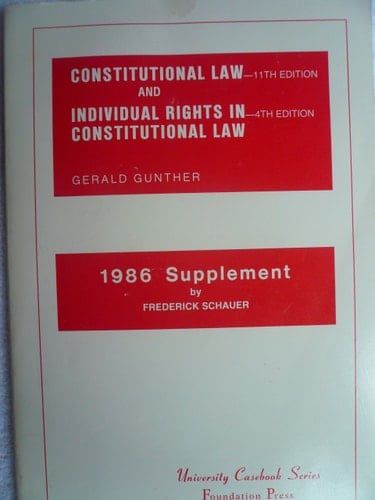 CONSTITUTIONAL LAW—11TH EDITION
AND
INDIVIDUAL RIGHTS IN—4TH EDITION
CONSTITUTIONAL LAW
GERALD GUNTHER
1986 Supplement
by
FREDERICK SCHAUER
University Casebook Series
Foundation Press